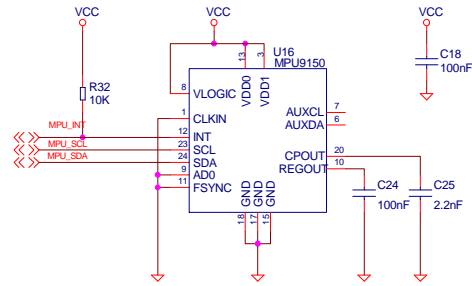 VCC
VCC
VCC
U16
MPU9150
C18
100nF
R32
10K
13
3
VDD0
VDD1
8
VLOGIC
1
CLKIN
AUXCL
7
AUXDA
6
MPU_INT
12
INT
MPU_SCL
23
SCL
MPU_SDA
24
SDA
9
AD0
11
FSYNC
CPOUT
20
REGOUT
10
GND
GND
GND
18
17
15
C24
100nF
C25
2.2nF